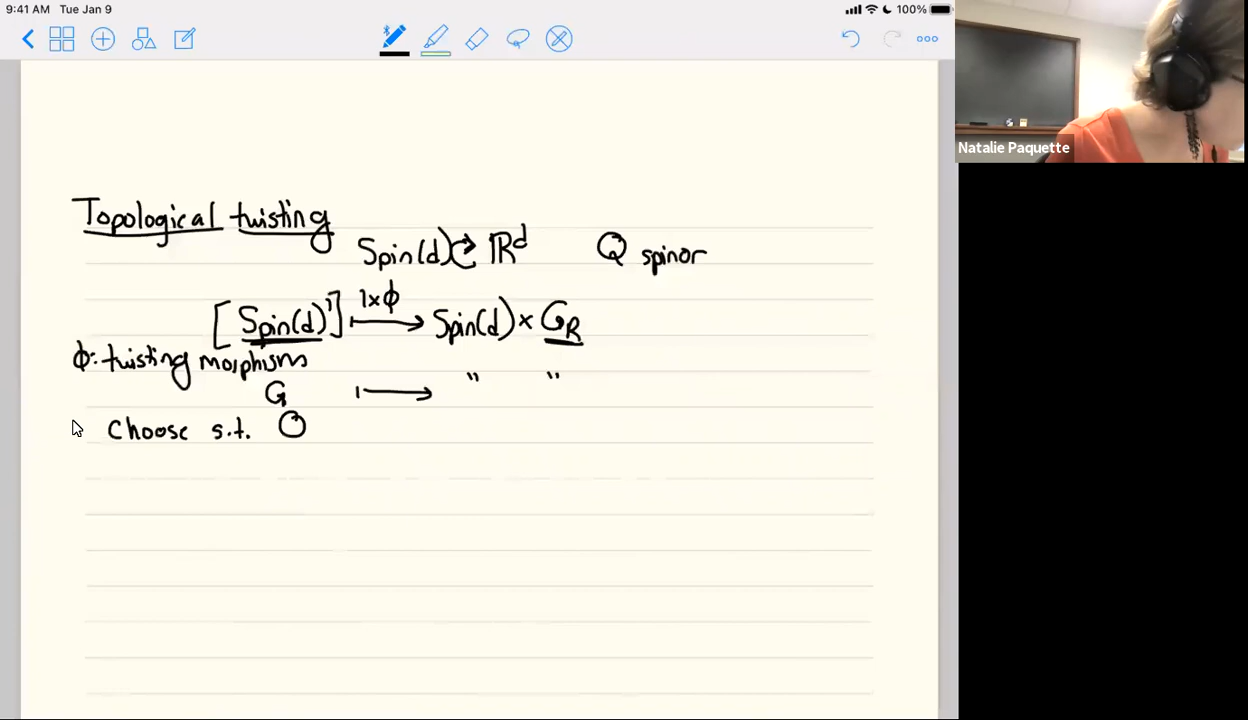 9:41 AM Tue Jan 9 100%
Natalie Paquette
Topological twisting
Spin(d) ↻ ℝᵈ Q spinor
[Spin(d)'] 1×ϕ ⟼ Spin(d) × G_R
ϕ: twisting morphisms
G ⟼ " "
Choose s.t. Q